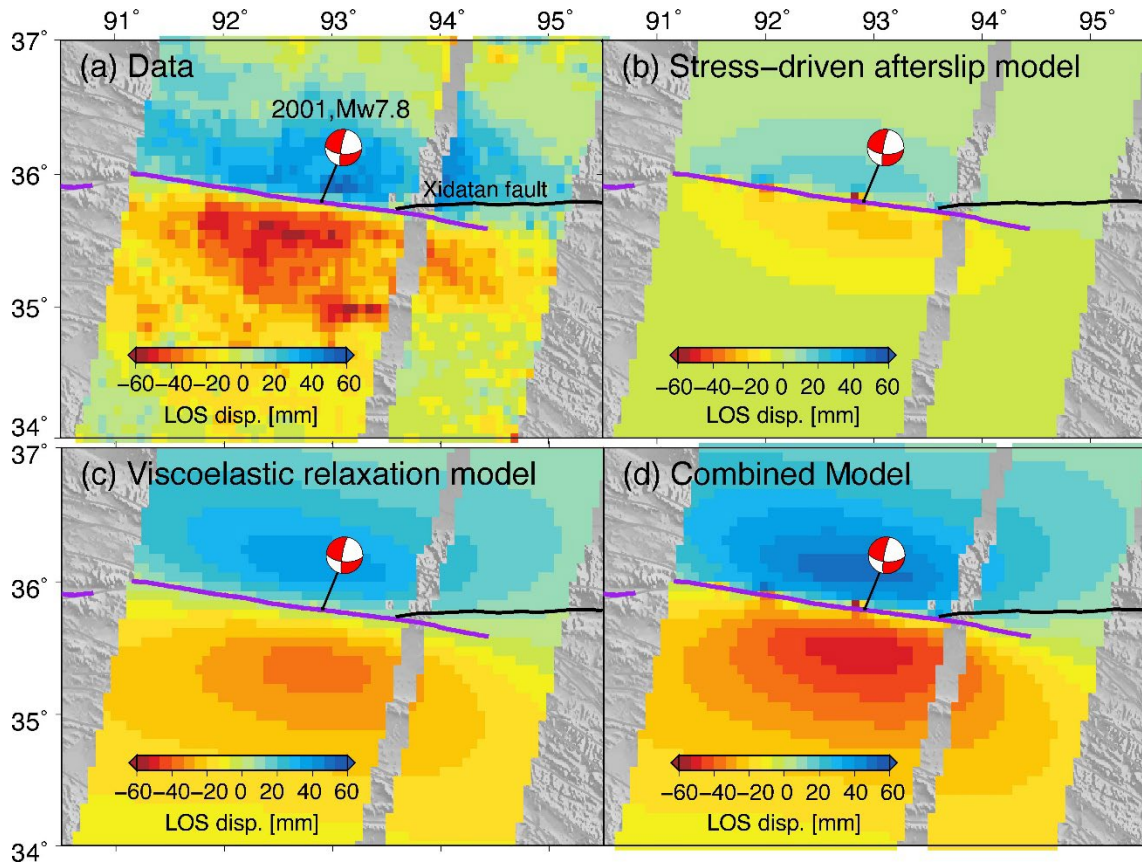 91° 92° 93° 94° 95° 91° 92° 93° 94° 95°
37°
(a) Data
(b) Stress−driven afterslip model
2001,Mw7.8
36°
Xidatan fault
35°
−60−40−20 0 20 40 60
LOS disp. [mm]
−60−40−20 0 20 40 60
LOS disp. [mm]
34°
37°
(c) Viscoelastic relaxation model
(d) Combined Model
36°
35°
−60−40−20 0 20 40 60
LOS disp. [mm]
−60−40−20 0 20 40 60
LOS disp. [mm]
34°